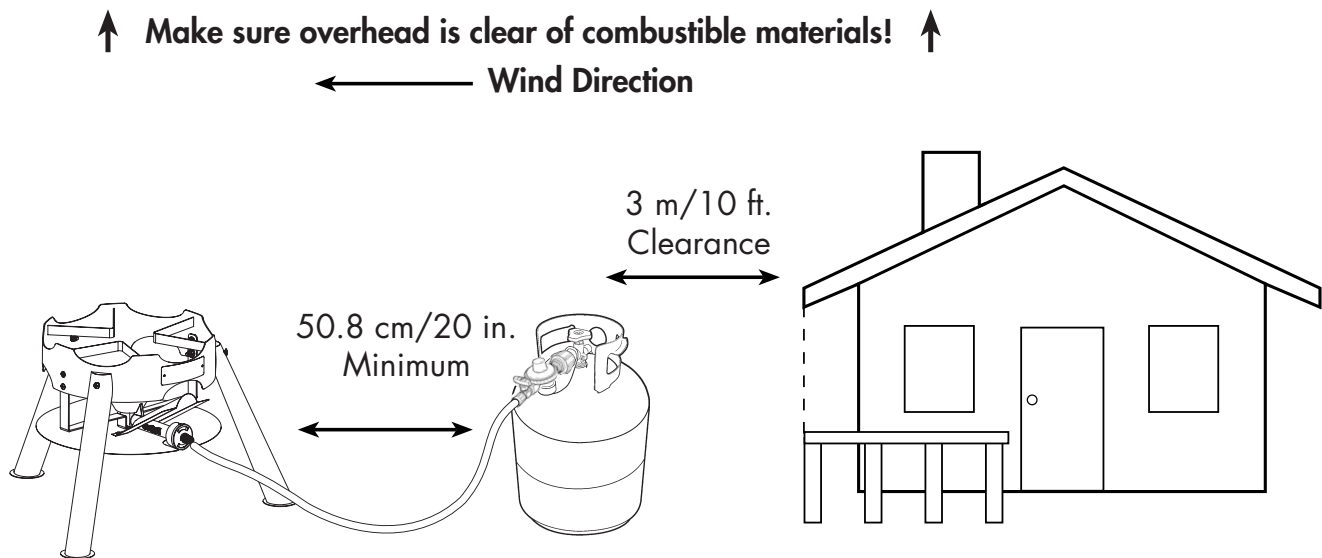 Make sure overhead is clear of combustible materials!
Wind Direction
3 m/10 ft.
Clearance
50.8 cm/20 in.
Minimum